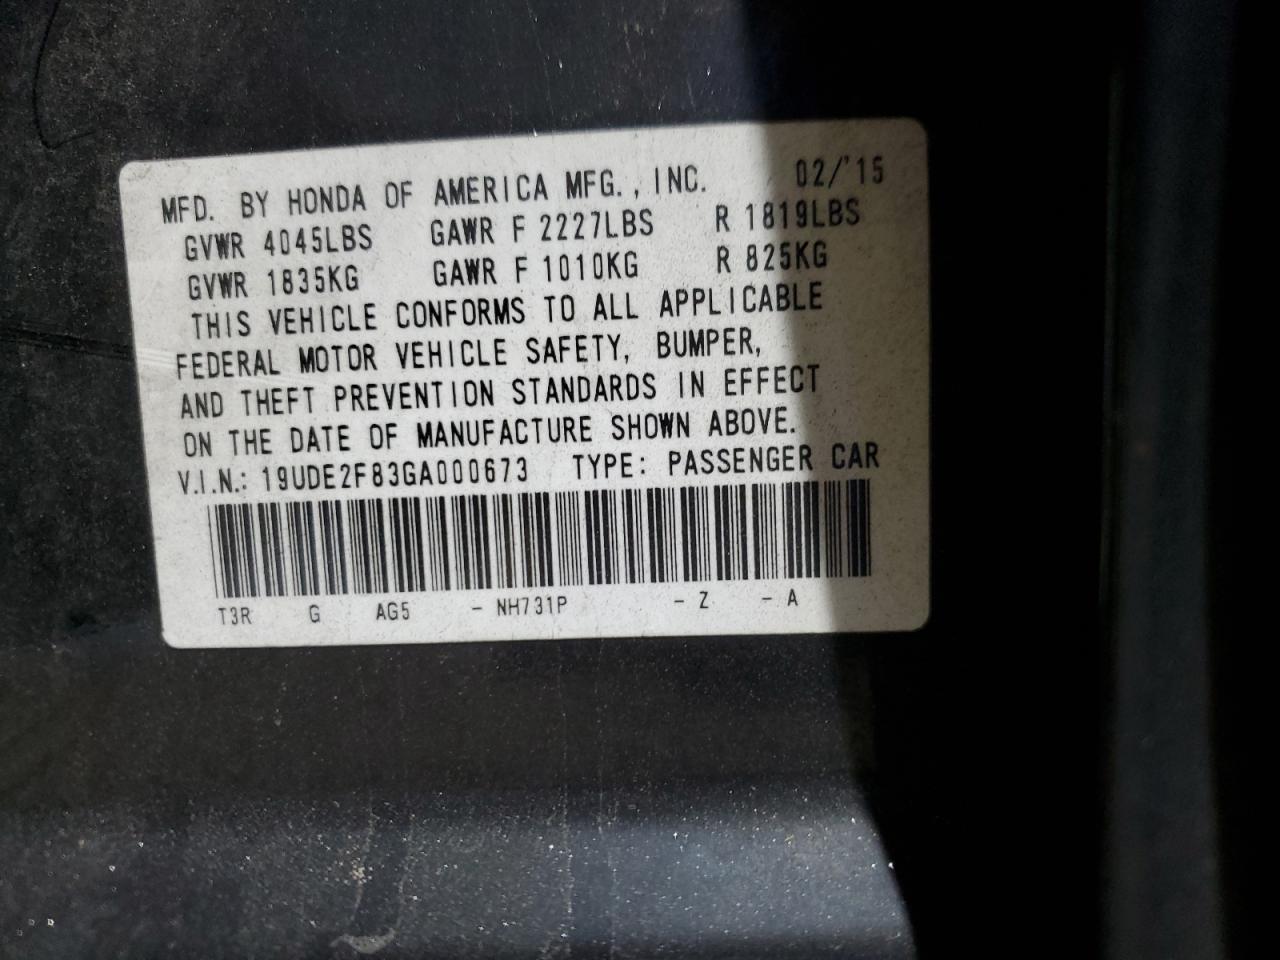 MFD. BY HONDA OF AMERICA MFG., INC. 02/'15
GVWR 4045LBS GAWR F 2227LBS R 1819LBS
GVWR 1835KG GAWR F 1010KG R 825KG
THIS VEHICLE CONFORMS TO ALL APPLICABLE
FEDERAL MOTOR VEHICLE SAFETY, BUMPER,
AND THEFT PREVENTION STANDARDS IN EFFECT
ON THE DATE OF MANUFACTURE SHOWN ABOVE.
V.I.N.: 19UDE2F83GA000673 TYPE: PASSENGER CAR
T3R G AG5 - NH731P - Z - A